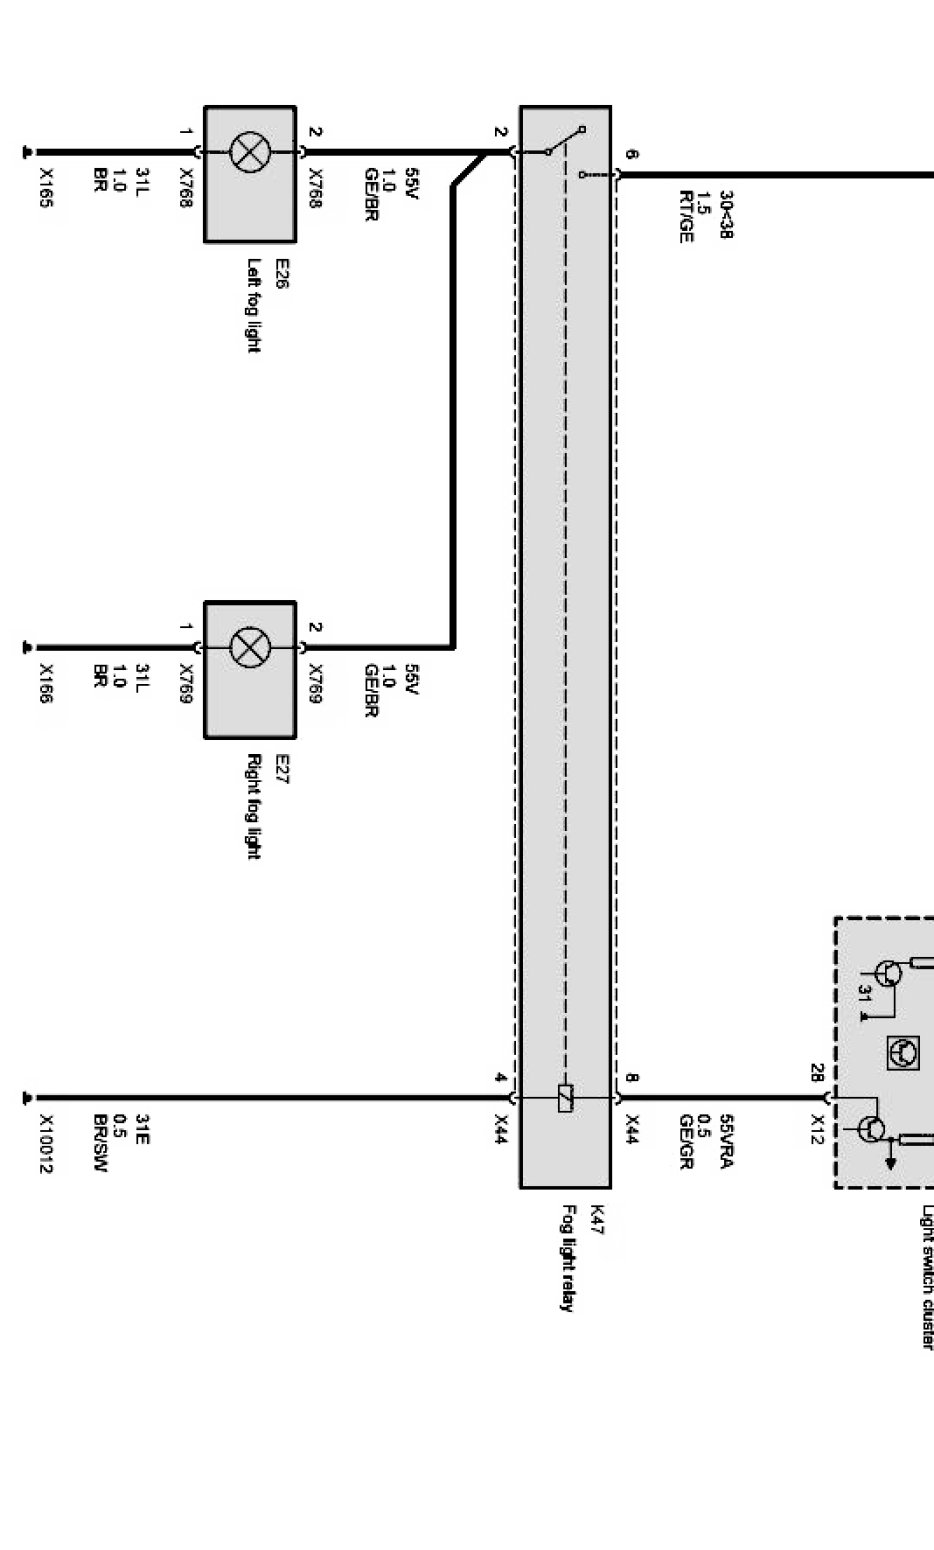 6
30<38
1.5
RT/GE
2
55V
1.0
GE/BR
2
X768
1
X768
31L
1.0
BR
X165
E26
Left fog light
55V
1.0
GE/BR
2
X769
1
X769
31L
1.0
BR
X166
E27
Right fog light
31
28
X12
Light switch cluster
55VRA
0.5
GE/GR
8
X44
4
X44
K47
Fog light relay
31E
0.5
BR/SW
X10012